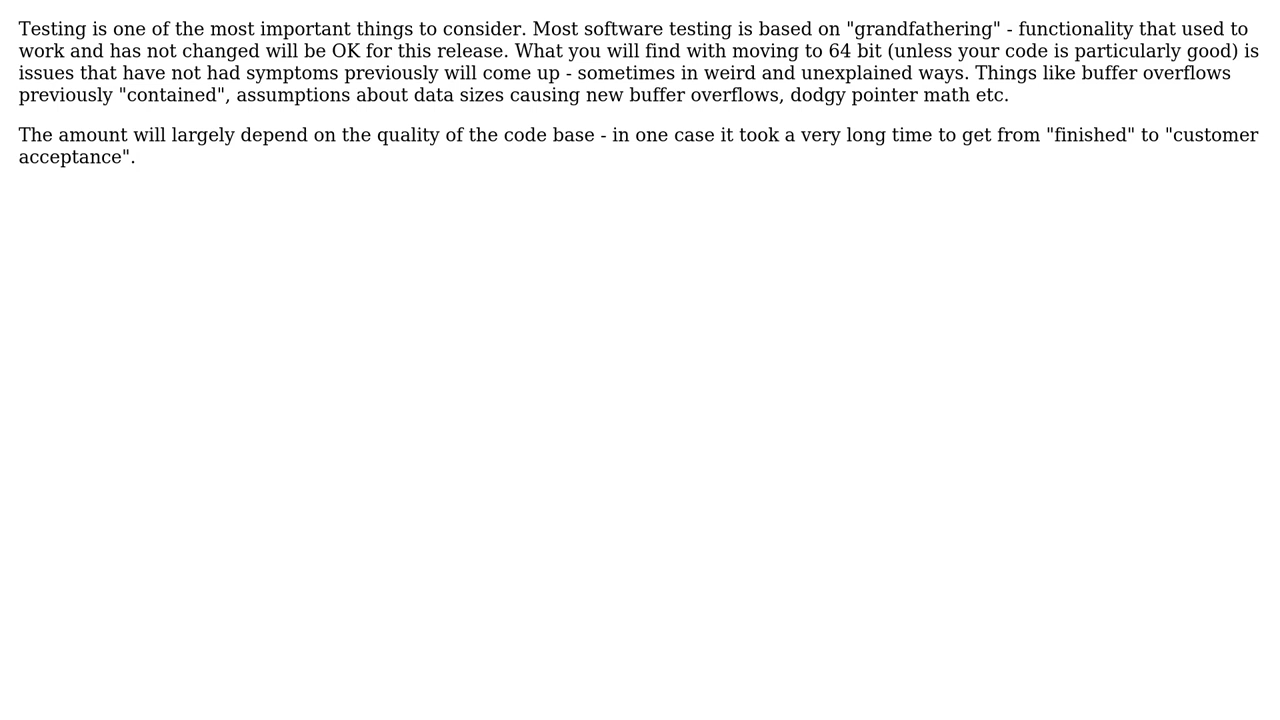 Testing is one of the most important things to consider. Most software testing is based on "grandfathering" - functionality that used to
work and has not changed will be OK for this release. What you will find with moving to 64 bit (unless your code is particularly good) is
issues that have not had symptoms previously will come up - sometimes in weird and unexplained ways. Things like buffer overflows
previously "contained", assumptions about data sizes causing new buffer overflows, dodgy pointer math etc.
The amount will largely depend on the quality of the code base - in one case it took a very long time to get from "finished" to "customer
acceptance".